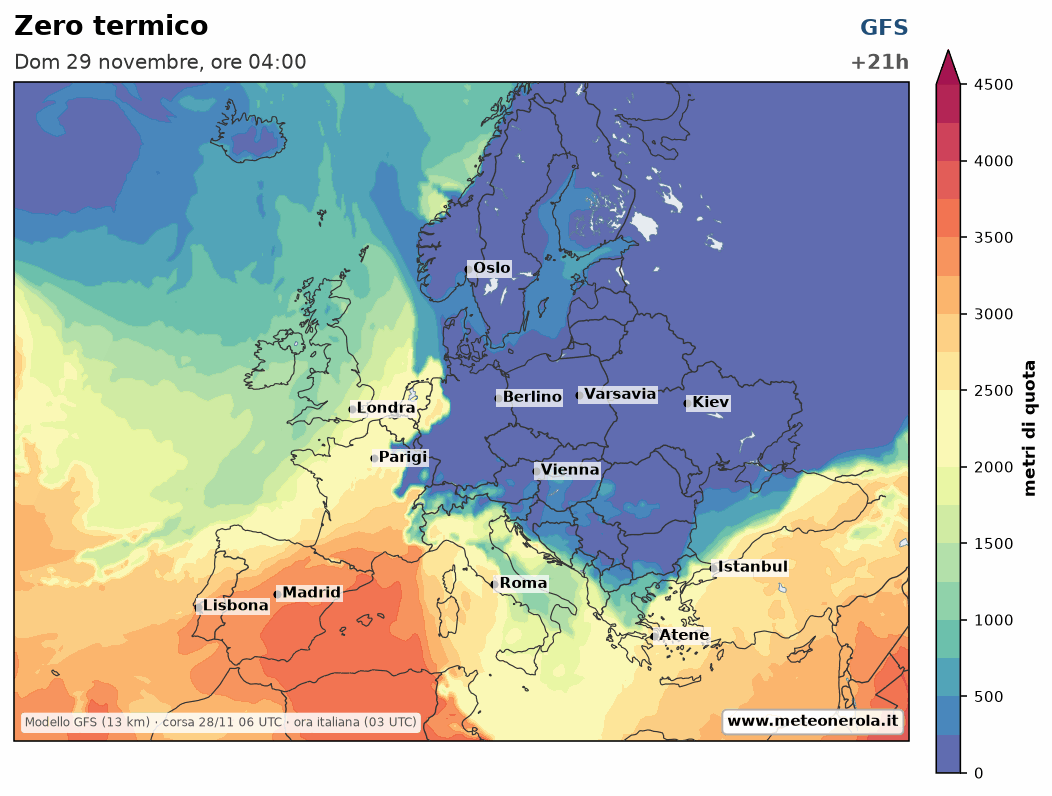 Zero termico
GFS
Dom 29 novembre, ore 04:00
+21h
4500
4000
3500
3000
2500
2000
1500
1000
500
0
metri di quota
Oslo
Berlino
Varsavia
Kiev
Londra
Parigi
Vienna
Istanbul
Roma
Madrid
Lisbona
Atene
Modello GFS (13 km) · corsa 28/11 06 UTC · ora italiana (03 UTC)
www.meteonerola.it